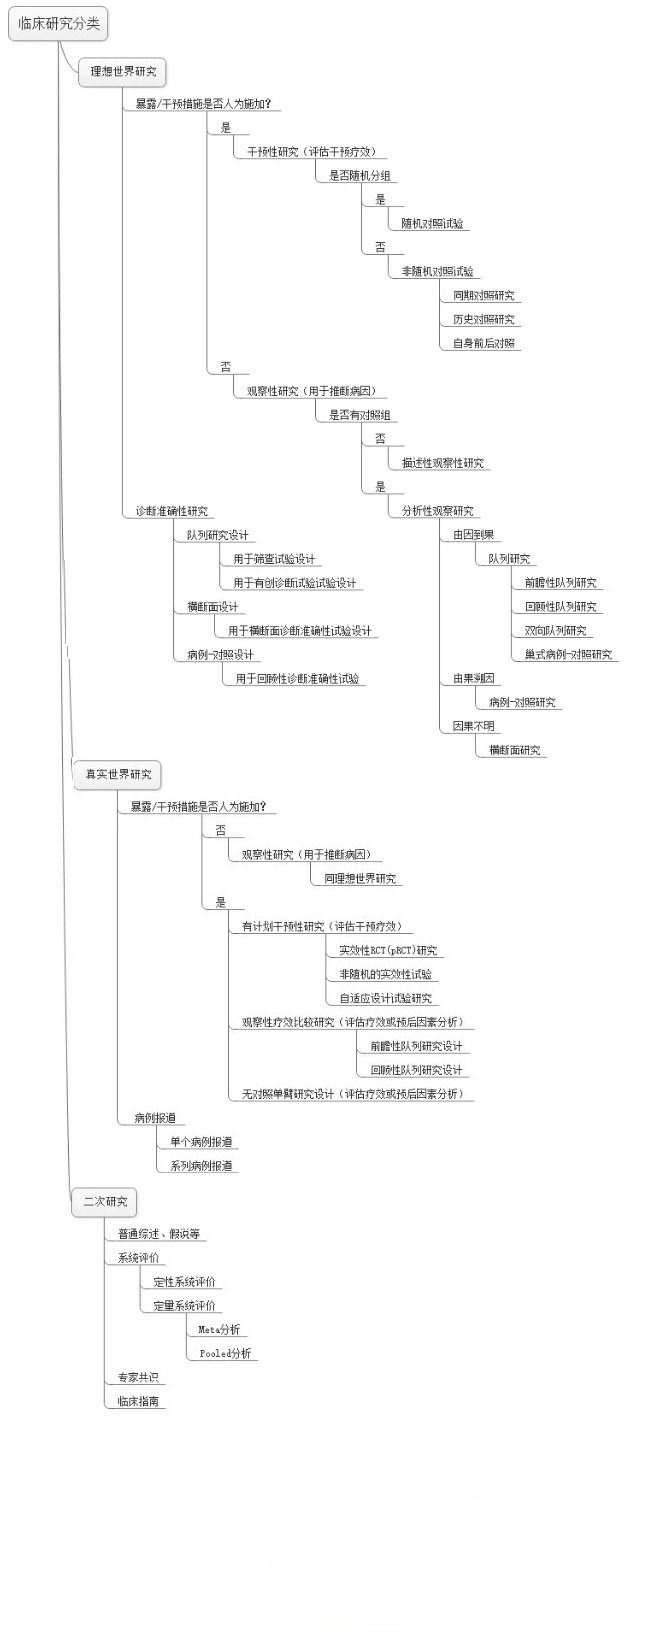 临床研究分类
理想世界研究
暴露/干预措施是否人为施加?
是
干预性研究（评估干预疗效）
是否随机分组
是
随机对照试验
否
非随机对照试验
同期对照研究
历史对照研究
自身前后对照
否
观察性研究（用于推断病因）
是否有对照组
否
描述性观察性研究
是
分析性观察研究
由因到果
队列研究
前瞻性队列研究
回顾性队列研究
双向队列研究
巢式病例-对照研究
由果溯因
病例-对照研究
因果不明
横断面研究
诊断准确性研究
队列研究设计
用于筛查试验设计
用于有创诊断试验试验设计
横断面设计
用于横断面诊断准确性试验设计
病例-对照设计
用于回顾性诊断准确性试验
真实世界研究
暴露/干预措施是否人为施加?
否
观察性研究（用于推断病因）
同理想世界研究
是
有计划干预性研究（评估干预疗效）
实效性RCT(pRCT)研究
非随机的实效性试验
自适应设计试验研究
观察性疗效比较研究（评估疗效或预后因素分析）
前瞻性队列研究设计
回顾性队列研究设计
无对照单臂研究设计（评估疗效或预后因素分析）
病例报道
单个病例报道
系列病例报道
二次研究
普通综述、假说等
系统评价
定性系统评价
定量系统评价
Meta分析
Pooled分析
专家共识
临床指南